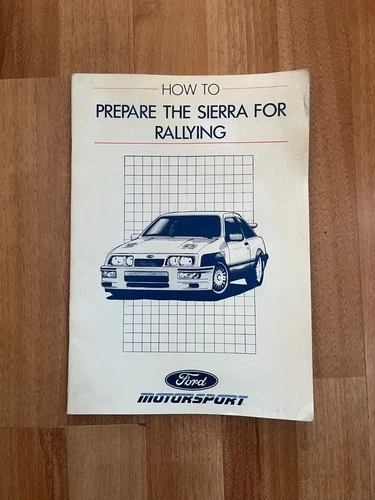 HOW TO
PREPARE THE SIERRA FOR
RALLYING
Ford
MOTORSPORT